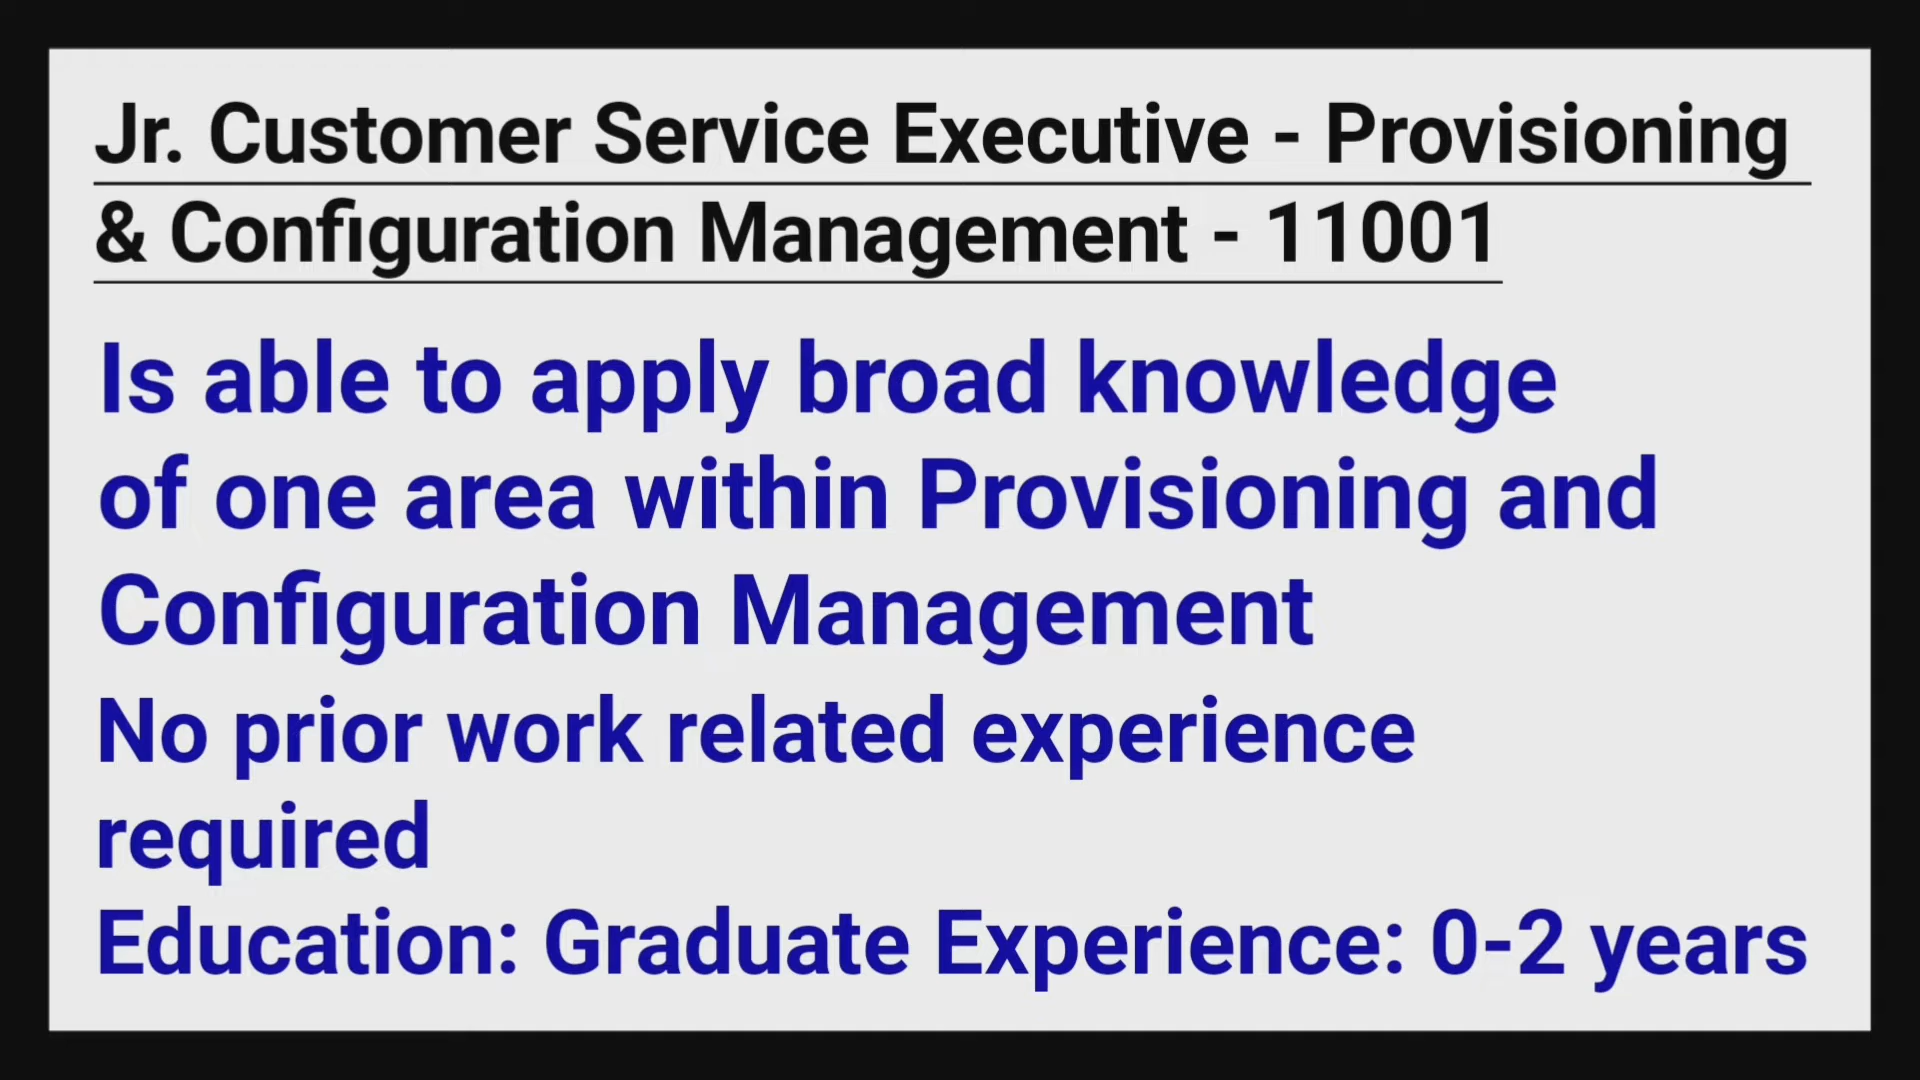 Jr. Customer Service Executive - Provisioning
& Configuration Management - 11001
Is able to apply broad knowledge
of one area within Provisioning and
Configuration Management
No prior work related experience
required
Education: Graduate Experience: 0-2 years